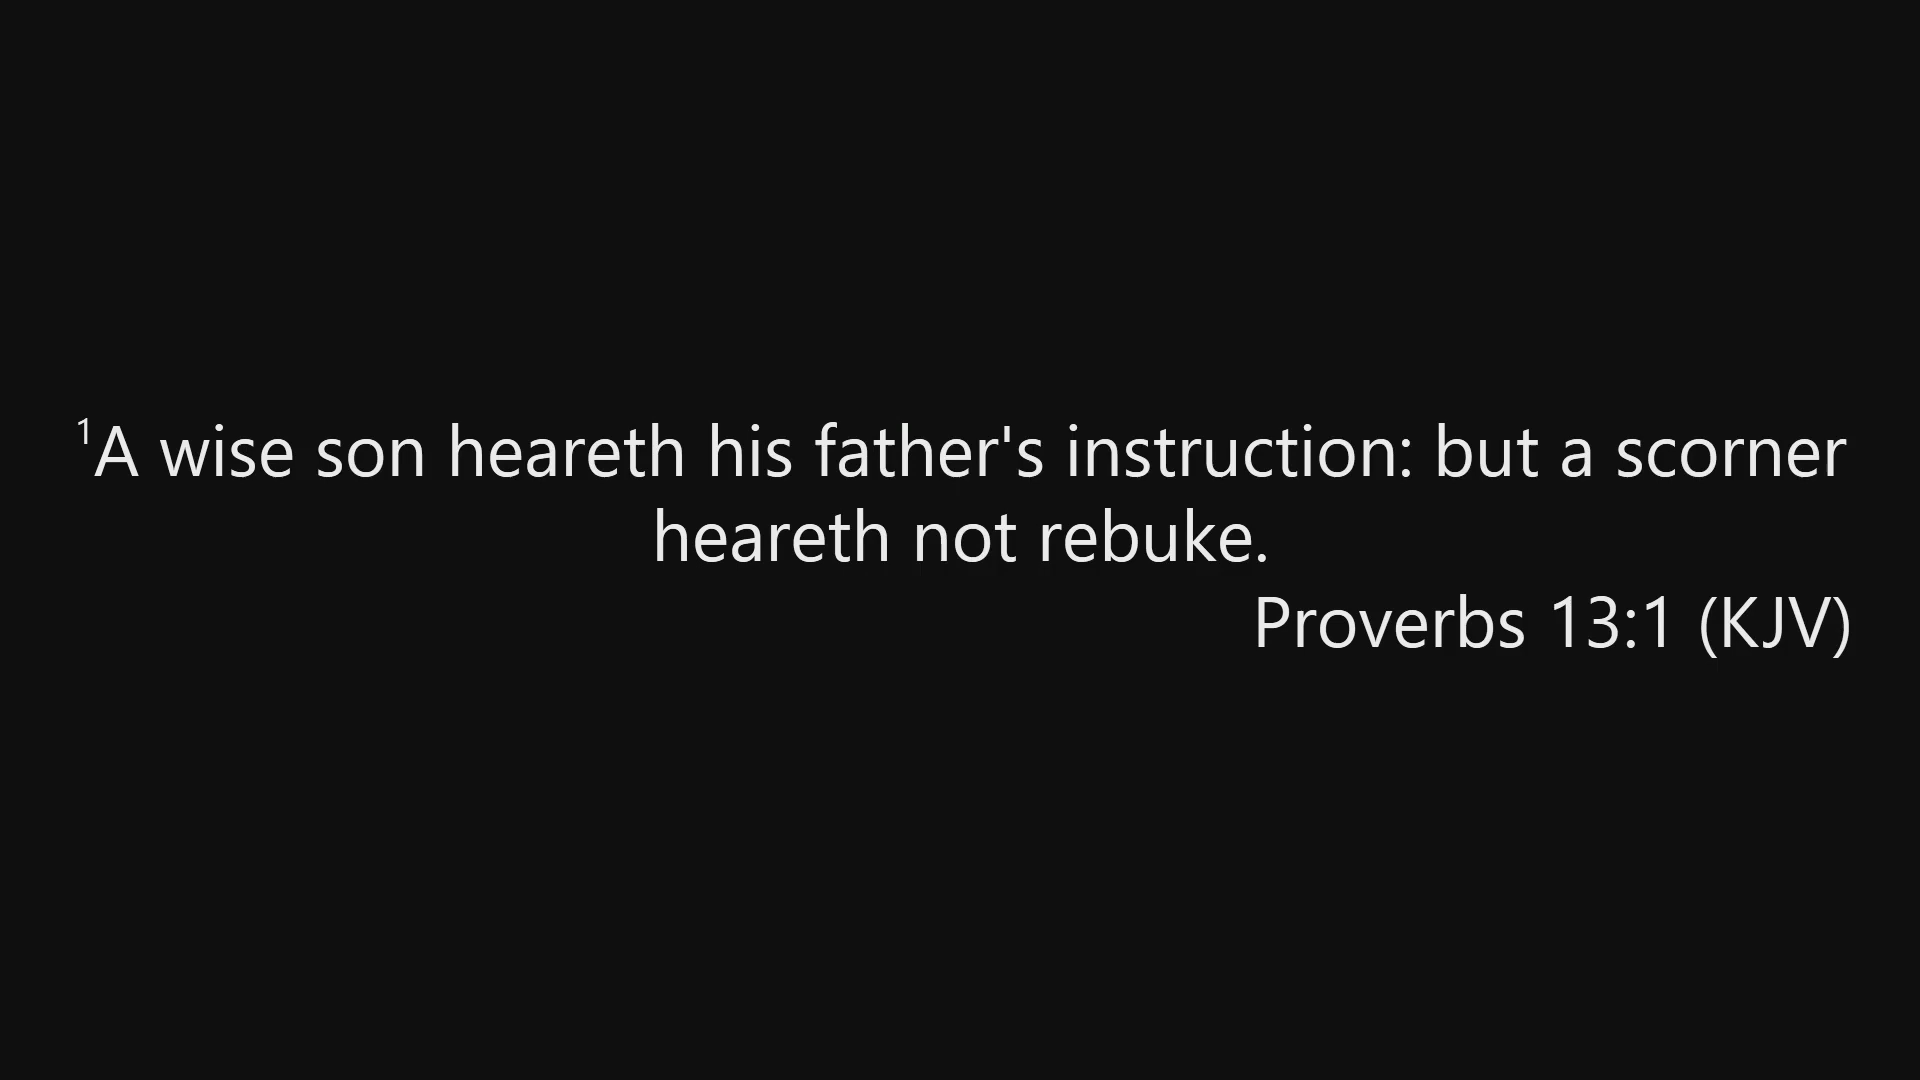 ¹A wise son heareth his father's instruction: but a scorner
heareth not rebuke.
Proverbs 13:1 (KJV)